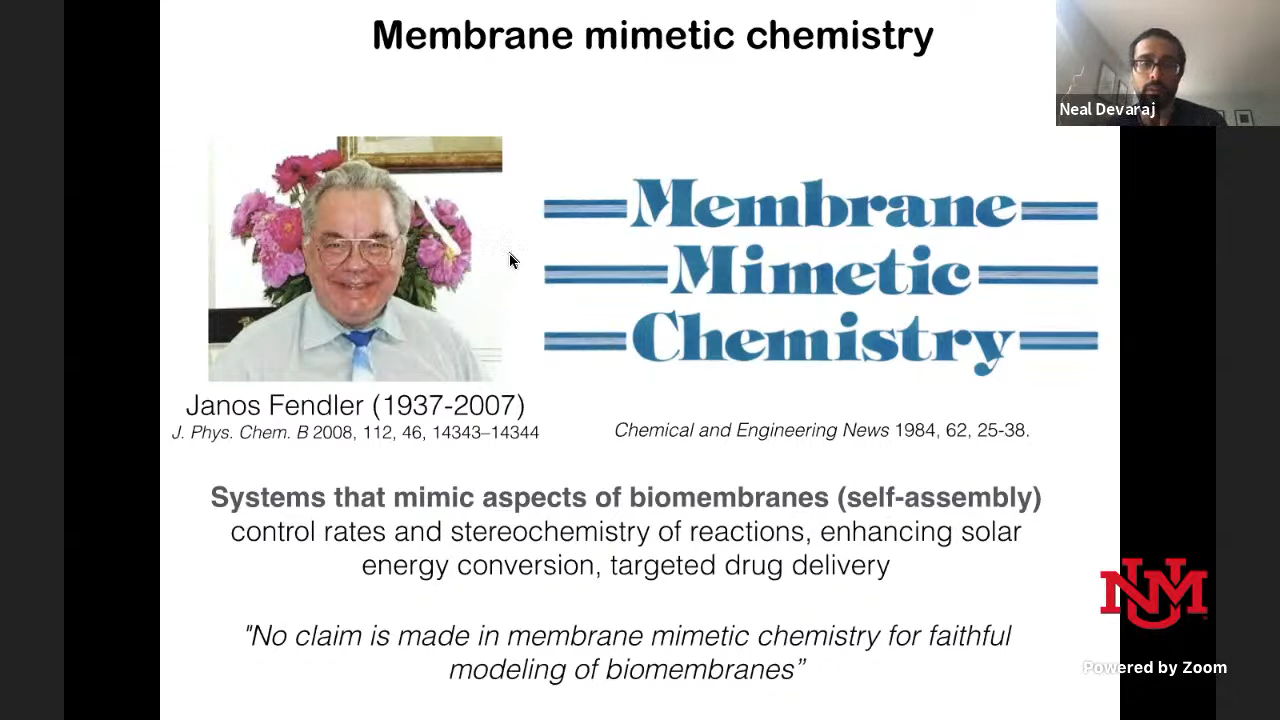 Membrane mimetic chemistry
Neal Devaraj
Membrane
Mimetic
Chemistry
Janos Fendler (1937-2007)
J. Phys. Chem. B 2008, 112, 46, 14343–14344
Chemical and Engineering News 1984, 62, 25-38.
Systems that mimic aspects of biomembranes (self-assembly)
control rates and stereochemistry of reactions, enhancing solar
energy conversion, targeted drug delivery
"No claim is made in membrane mimetic chemistry for faithful
modeling of biomembranes”
UNM
Powered by Zoom